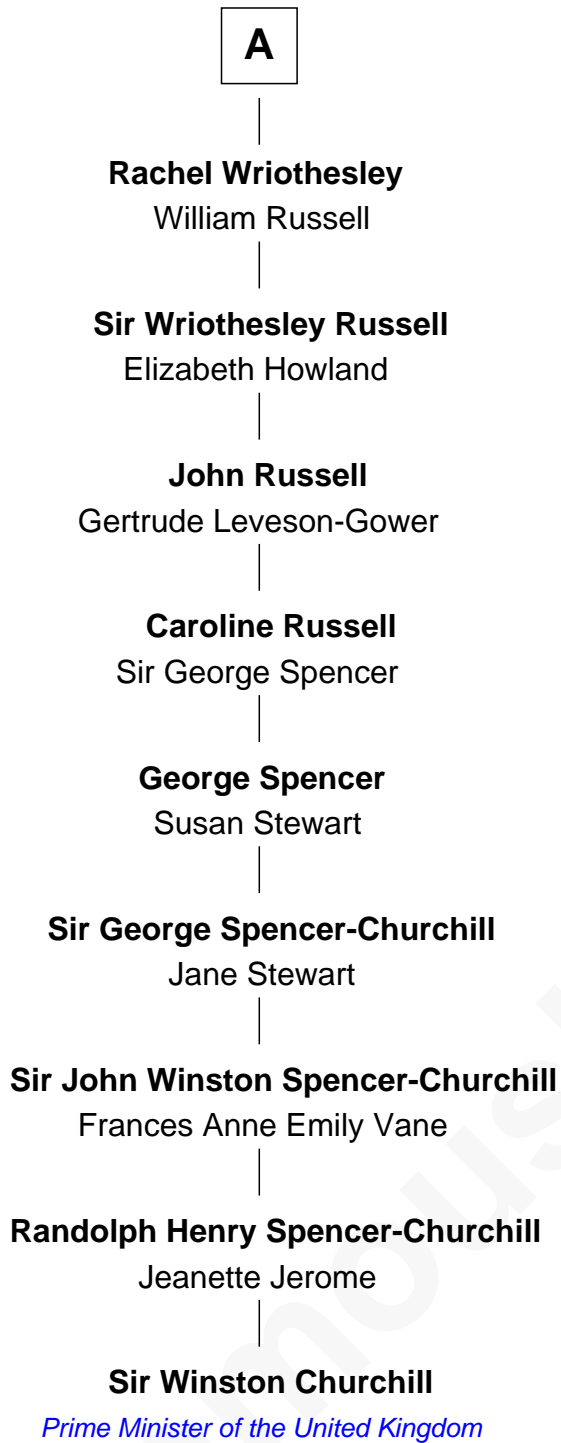 A
Rachel Wriothesley
William Russell
Sir Wriothesley Russell
Elizabeth Howland
John Russell
Gertrude Leveson-Gower
Caroline Russell
Sir George Spencer
George Spencer
Susan Stewart
Sir George Spencer-Churchill
Jane Stewart
Sir John Winston Spencer-Churchill
Frances Anne Emily Vane
Randolph Henry Spencer-Churchill
Jeanette Jerome
Sir Winston Churchill
Prime Minister of the United Kingdom